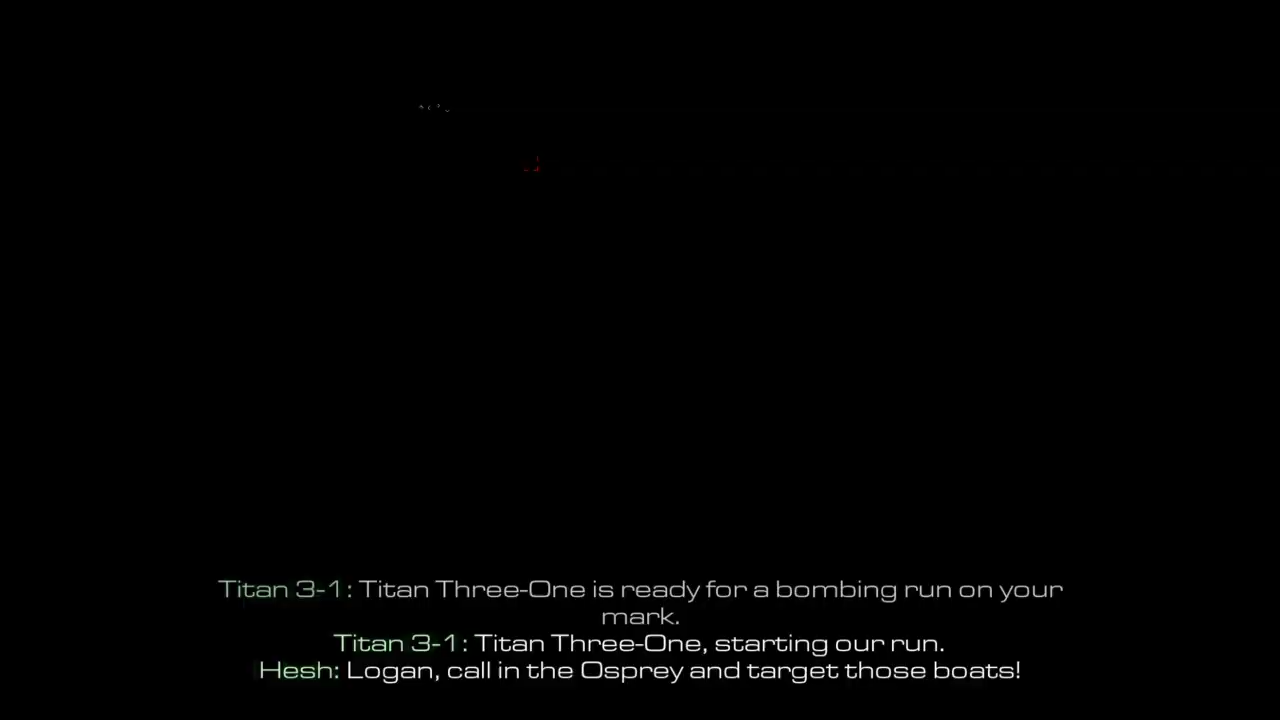 Titan 3-1: Titan Three-One is ready for a bombing run on your
mark.
Titan 3-1: Titan Three-One, starting our run.
Hesh: Logan, call in the Osprey and target those boats!